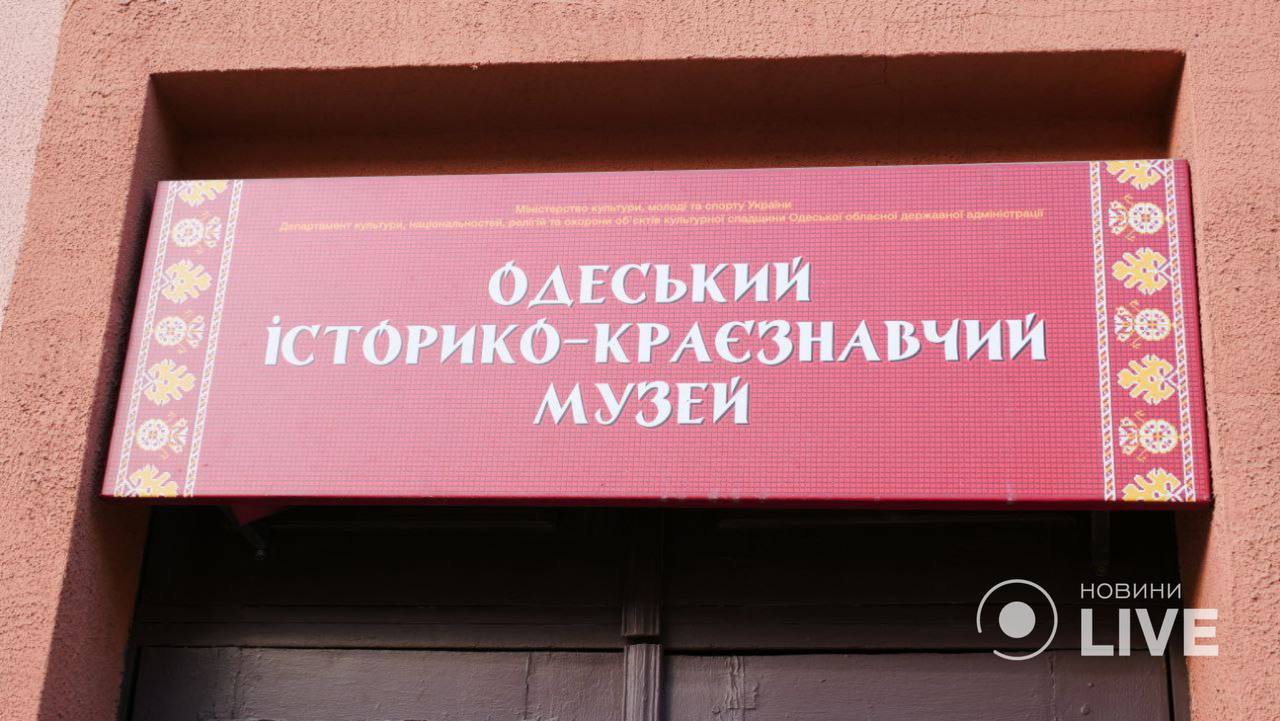 Міністерство культури, молоді та спорту України
Департамент культури, національностей, релігій та охорони об'єктів культурної спадщини Одеської обласної державної адміністрації
ОДЕСЬКИЙ
ІСТОРИКО-КРАЄЗНАВЧИЙ
МУЗЕЙ
НОВИНИ
LIVE